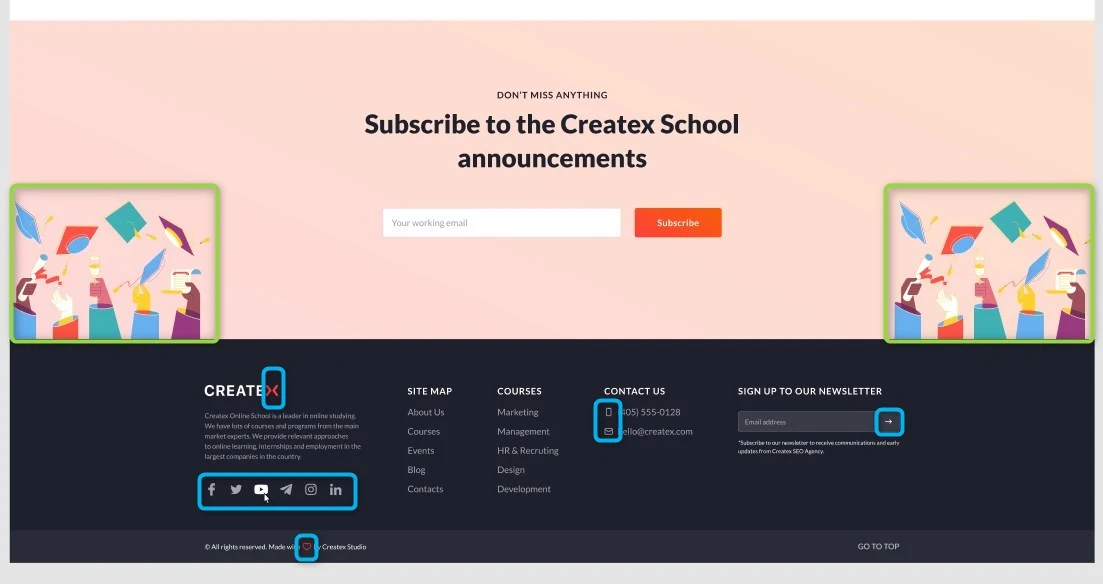 DON'T MISS ANYTHING
Subscribe to the Createx School
announcements
Your working email
Subscribe
CREATEX
Createx Online School is a leader in online studying.
We have lots of courses and programs from the main
market experts. We provide relevant approaches
to online learning, internships and employment in the
largest companies in the country.
SITE MAP
About Us
Courses
Events
Blog
Contacts
COURSES
Marketing
Management
HR & Recruting
Design
Development
CONTACT US
405) 555-0128
ello@createx.com
SIGN UP TO OUR NEWSLETTER
Email address
*Subscribe to our newsletter to receive communications and early
updates from Createx SEO Agency.
© All rights reserved. Made with by Createx Studio
GO TO TOP